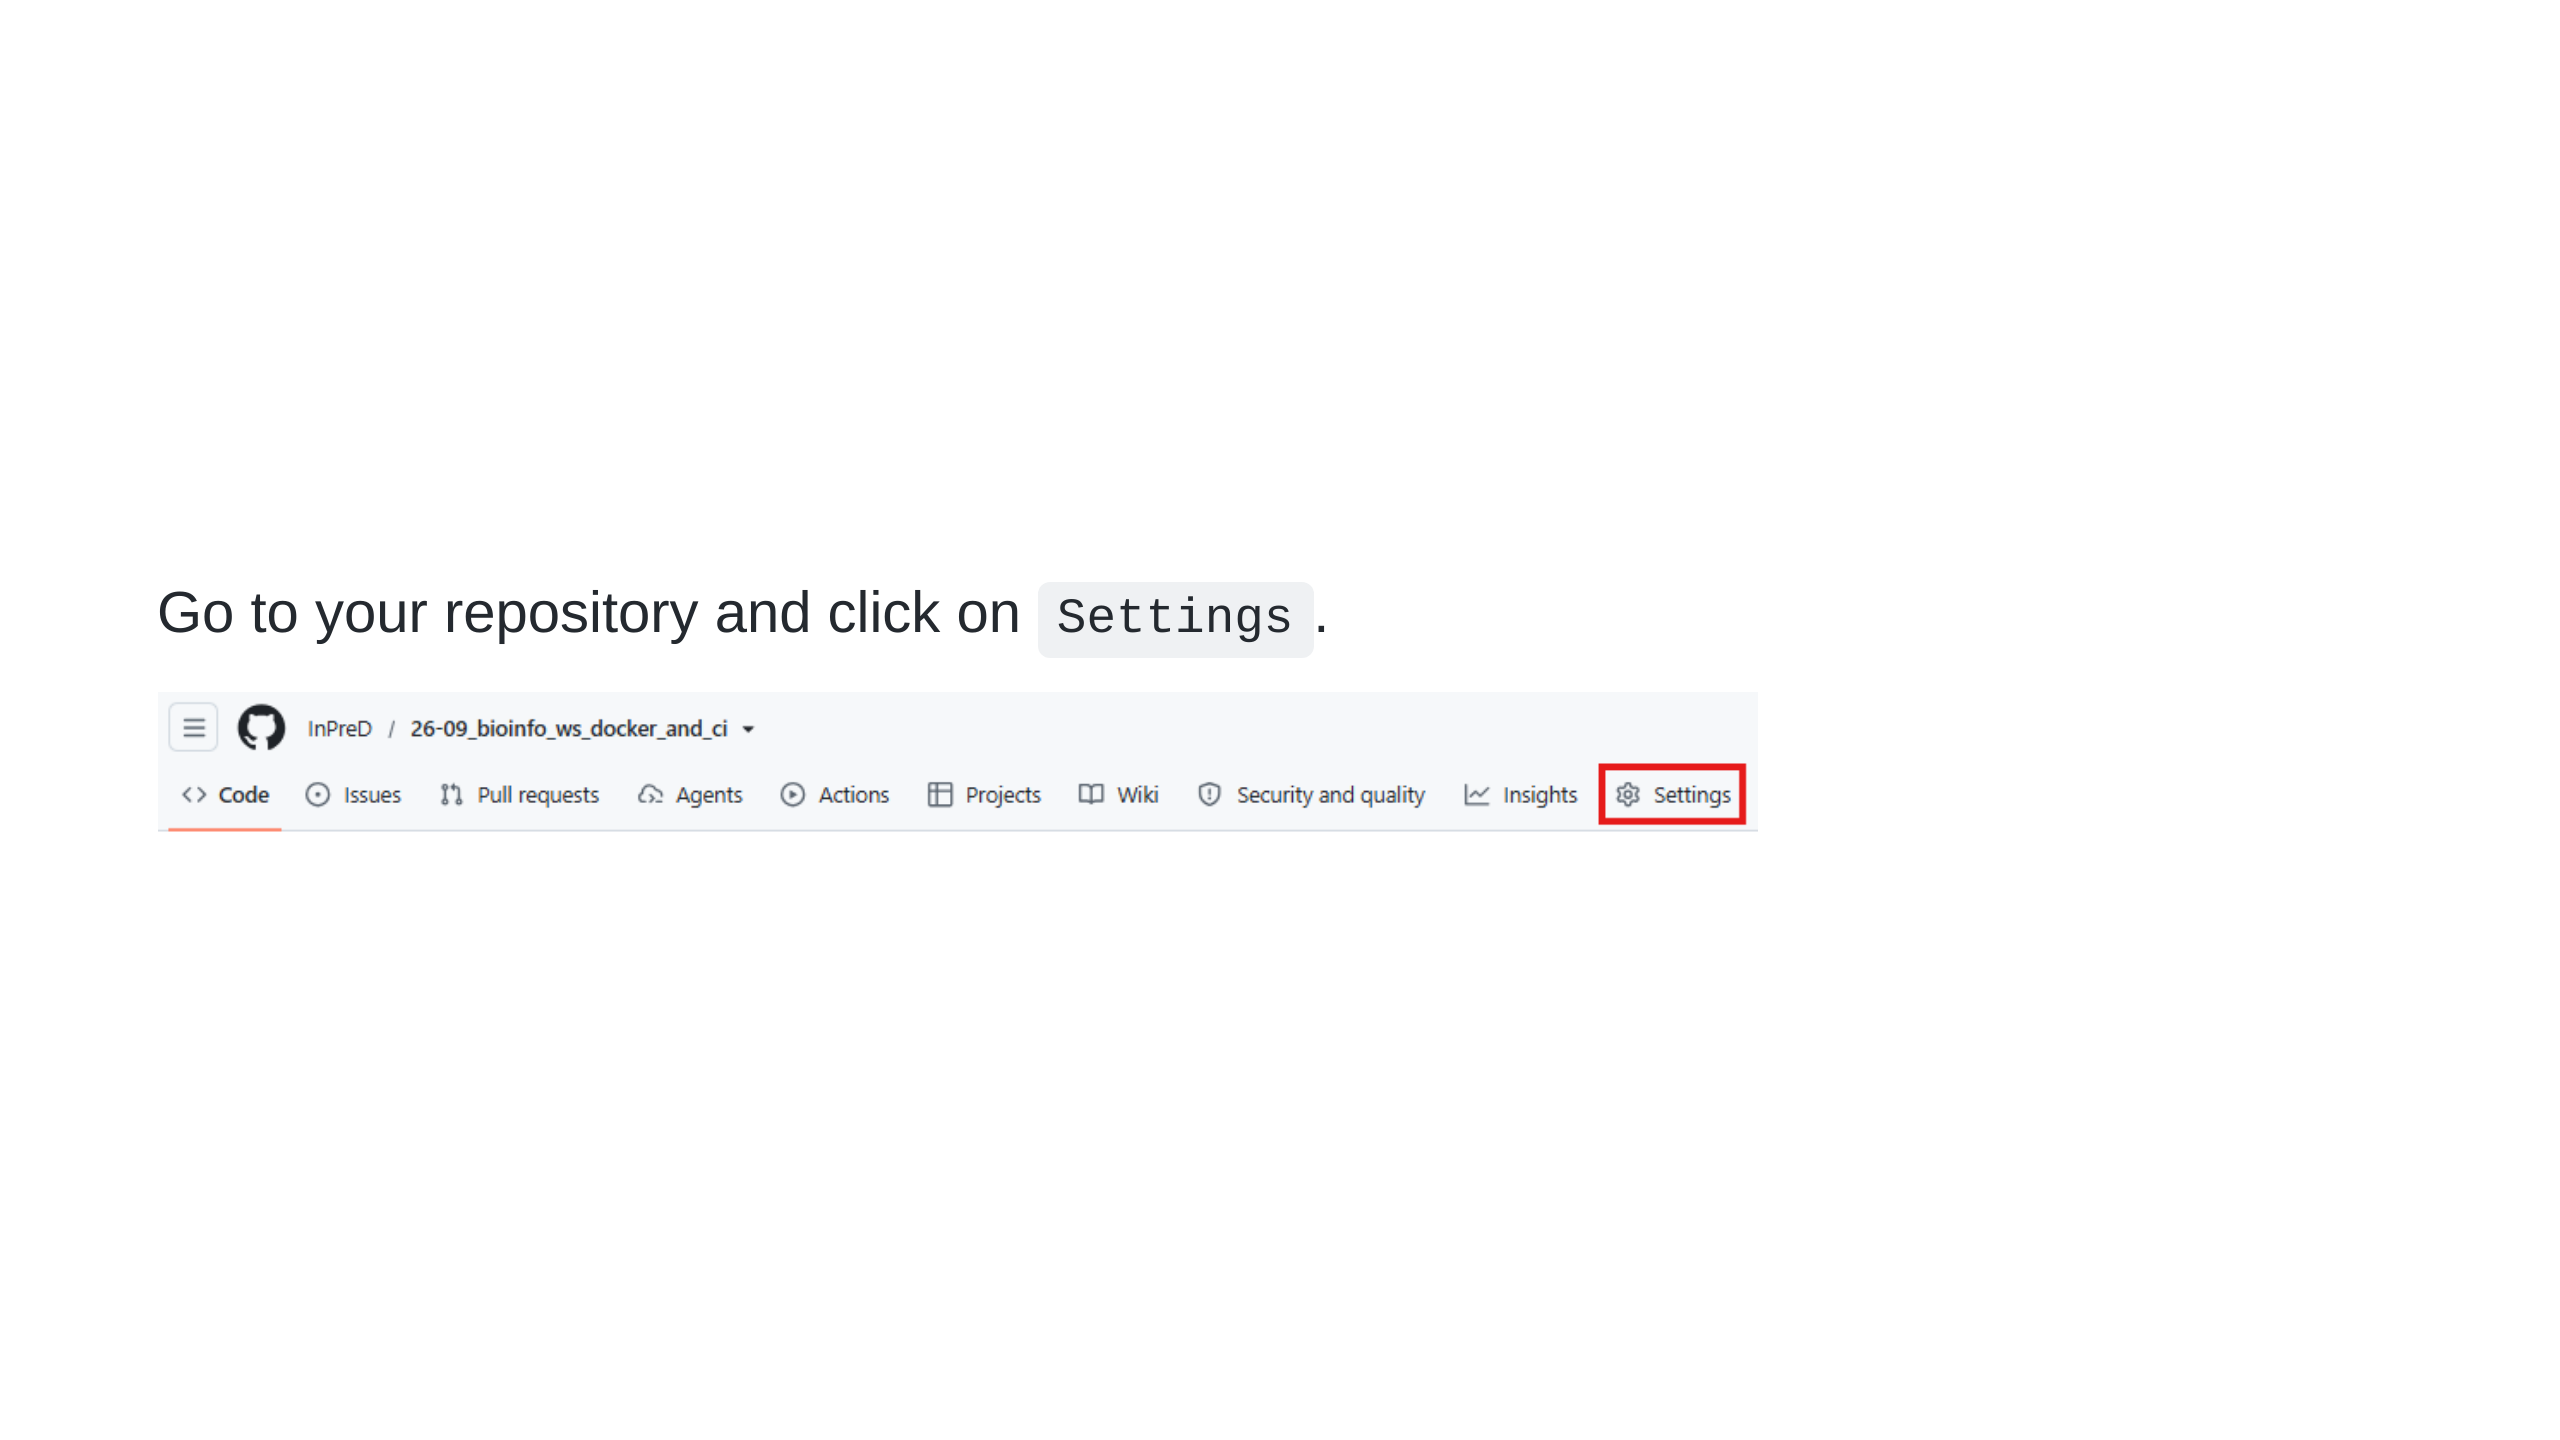 Go to your repository and click on Settings.
InPreD / 26-09_bioinfo_ws_docker_and_ci
Code Issues Pull requests Agents Actions Projects Wiki Security and quality Insights Settings